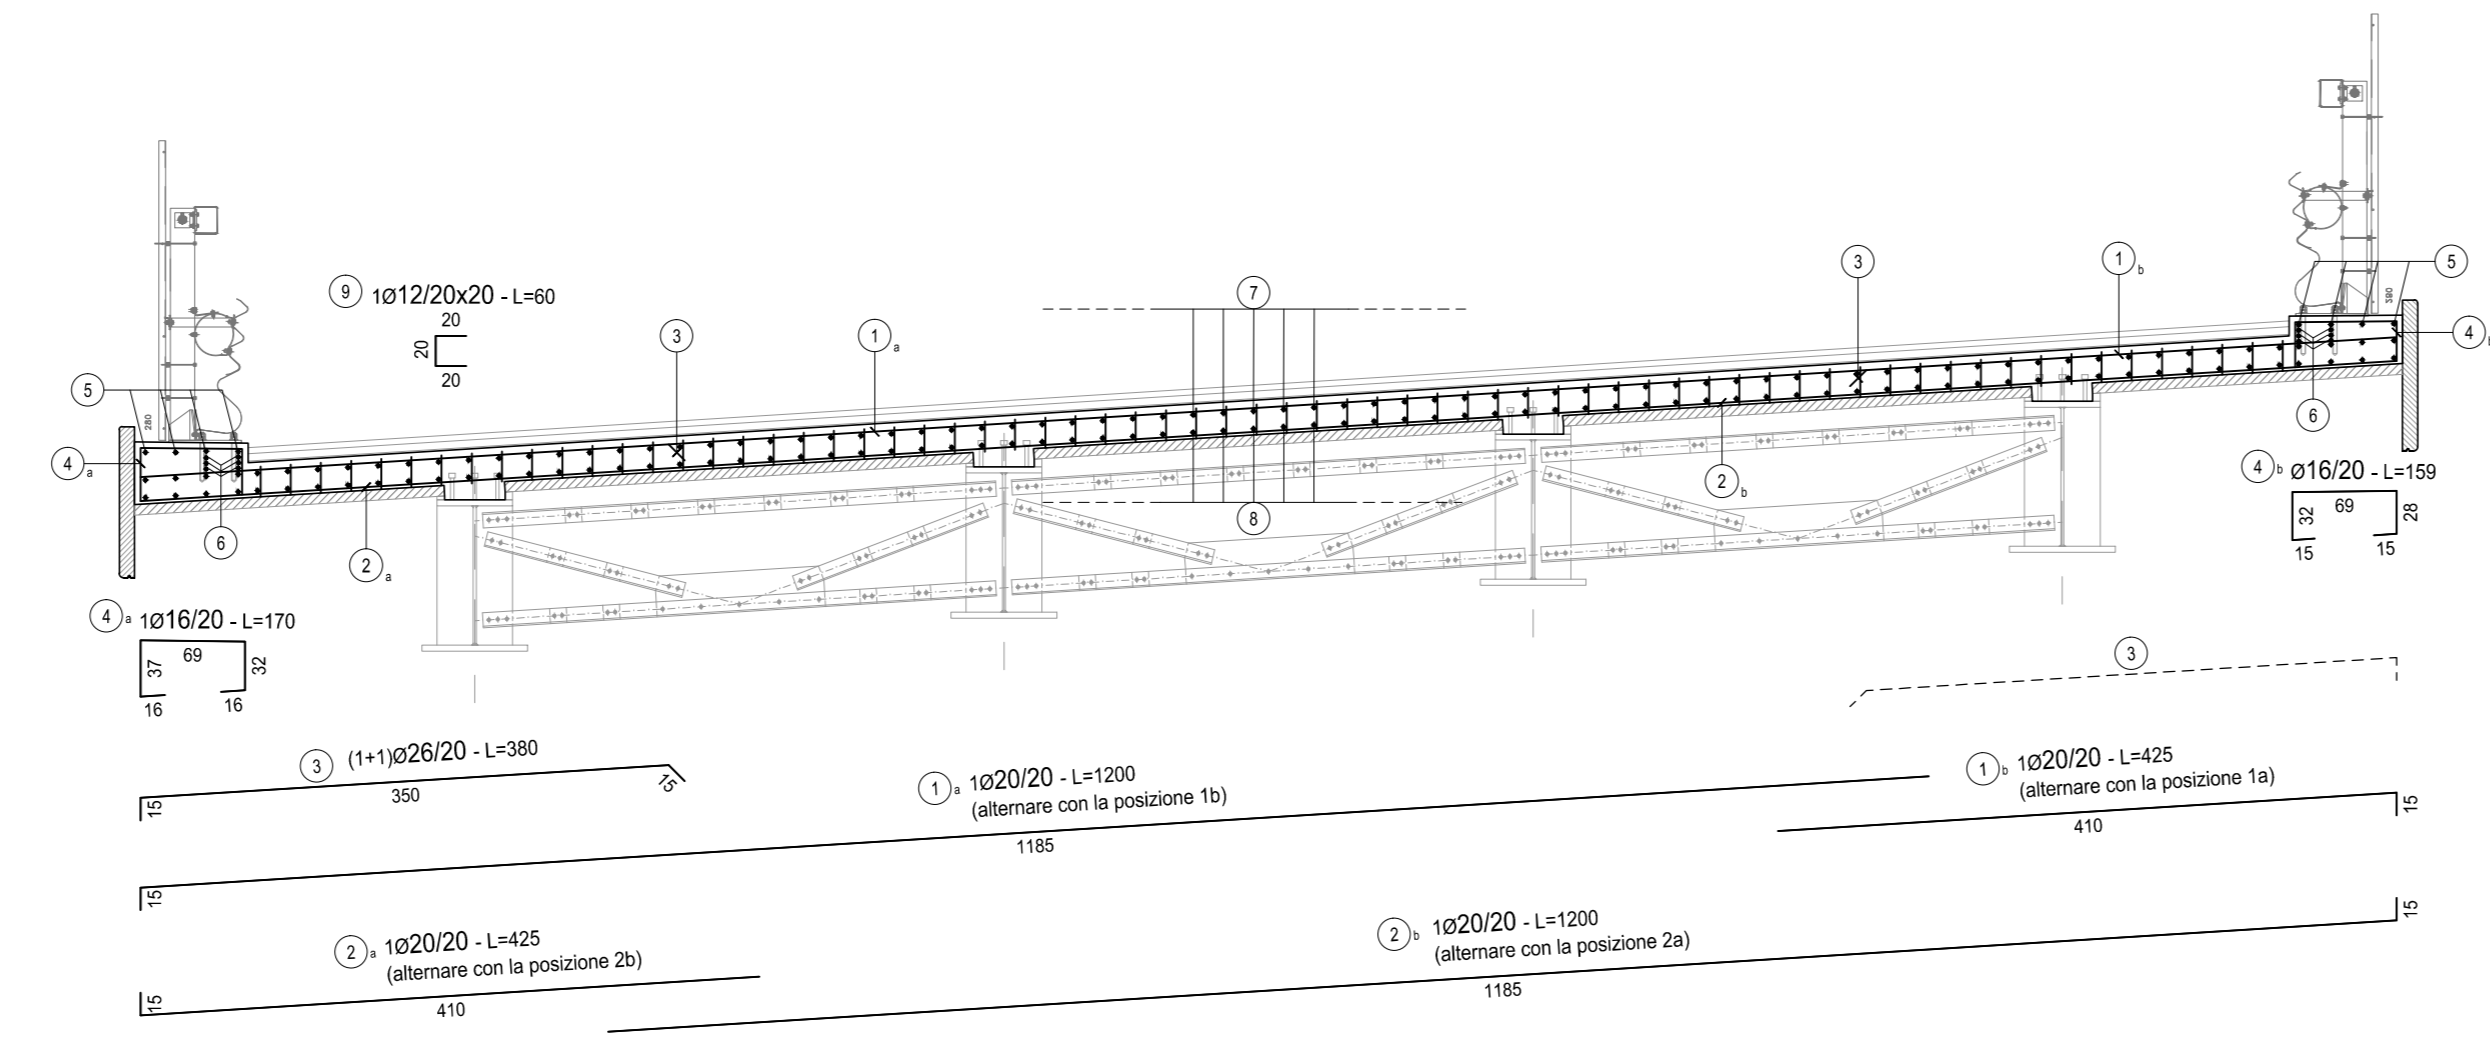 3
1 b
5
280
4 b
6
9 1Ø12/20x20 - L=60
20
20
20
7
3
1 a
5
280
4 a
6
2 a
8
2 b
4 b Ø16/20 - L=159
69
32
28
15
15
4 a 1Ø16/20 - L=170
69
37
32
16
16
3
3 (1+1)Ø26/20 - L=380
350
15
15
1 a 1Ø20/20 - L=1200
(alternare con la posizione 1b)
1185
15
1 b 1Ø20/20 - L=425
(alternare con la posizione 1a)
410
15
2 a 1Ø20/20 - L=425
(alternare con la posizione 2b)
410
15
2 b 1Ø20/20 - L=1200
(alternare con la posizione 2a)
1185
15